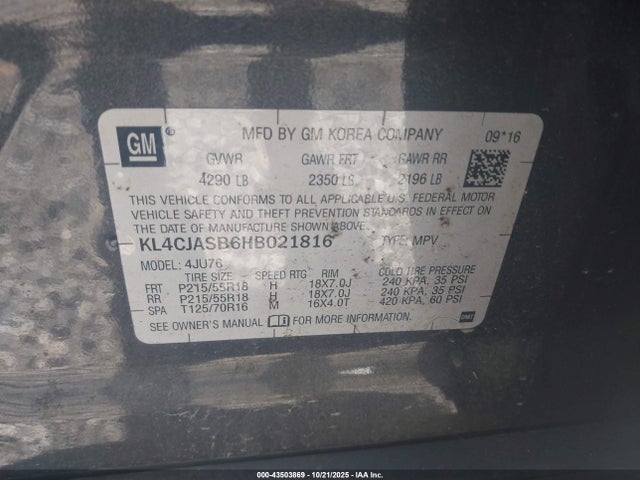 GM ® MFD BY GM KOREA COMPANY 09*16
GVWR GAWR FRT GAWR RR
4290 LB 2350 LB 2196 LB
THIS VEHICLE CONFORMS TO ALL APPLICABLE U.S. FEDERAL MOTOR
VEHICLE SAFETY AND THEFT PREVENTION STANDARDS IN EFFECT ON
THE DATE OF MANUFACTURE SHOWN ABOVE.
KL4CJASB6HB021816 TYPE: MPV
MODEL: 4JU76
TIRE SIZE SPEED RTG RIM COLD TIRE PRESSURE
FRT P215/55R18 H 18X7.0J 240 KPA, 35 PSI
RR P215/55R18 H 18X7.0J 240 KPA, 35 PSI
SPA T125/70R16 M 16X4.0T 420 KPA, 60 PSI
SEE OWNER'S MANUAL FOR MORE INFORMATION.
000-43503869 - 10/21/2025 - IAA Inc. - Copyright